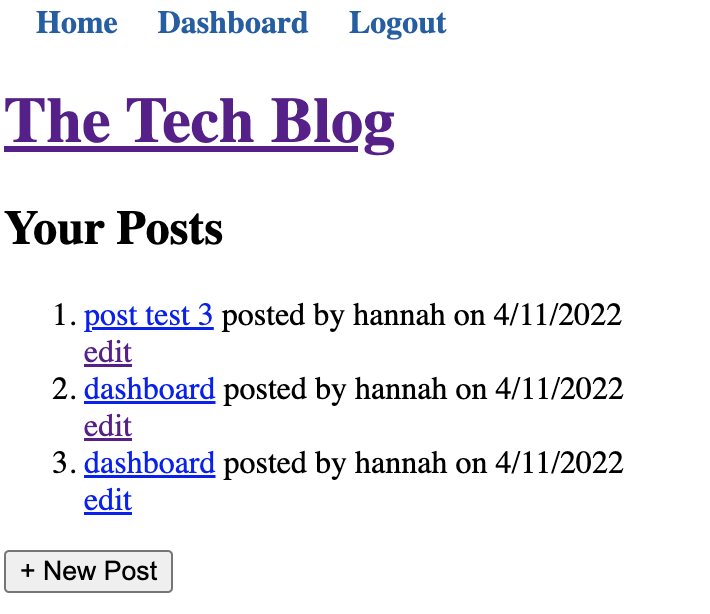 Home Dashboard Logout
The Tech Blog
Your Posts
1. post test 3 posted by hannah on 4/11/2022
edit
2. dashboard posted by hannah on 4/11/2022
edit
3. dashboard posted by hannah on 4/11/2022
edit
+ New Post